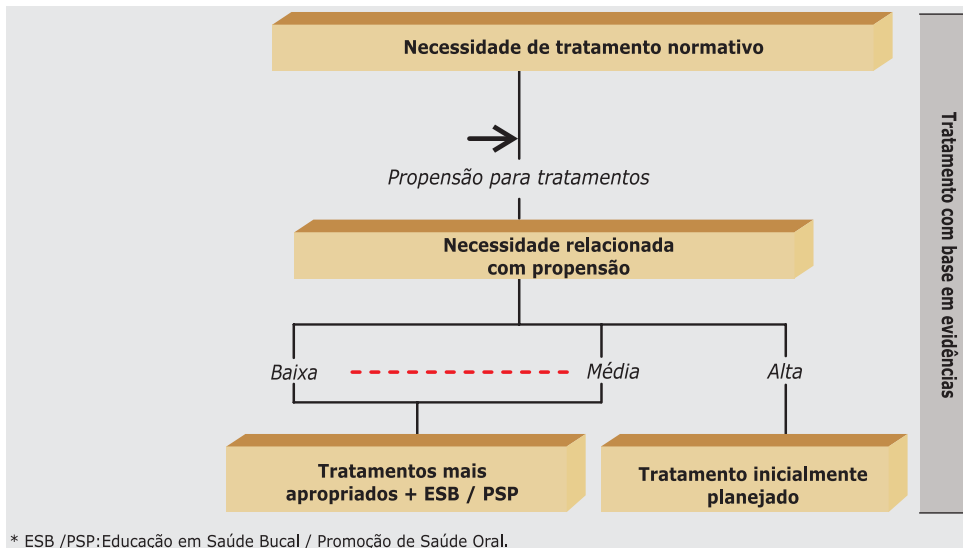 Necessidade de tratamento normativo
Propensão para tratamentos
Necessidade relacionada
com propensão
Baixa
Média
Alta
Tratamentos mais
apropriados + ESB / PSP
Tratamento inicialmente
planejado
Tratamento com base em evidências
* ESB /PSP:Educação em Saúde Bucal / Promoção de Saúde Oral.